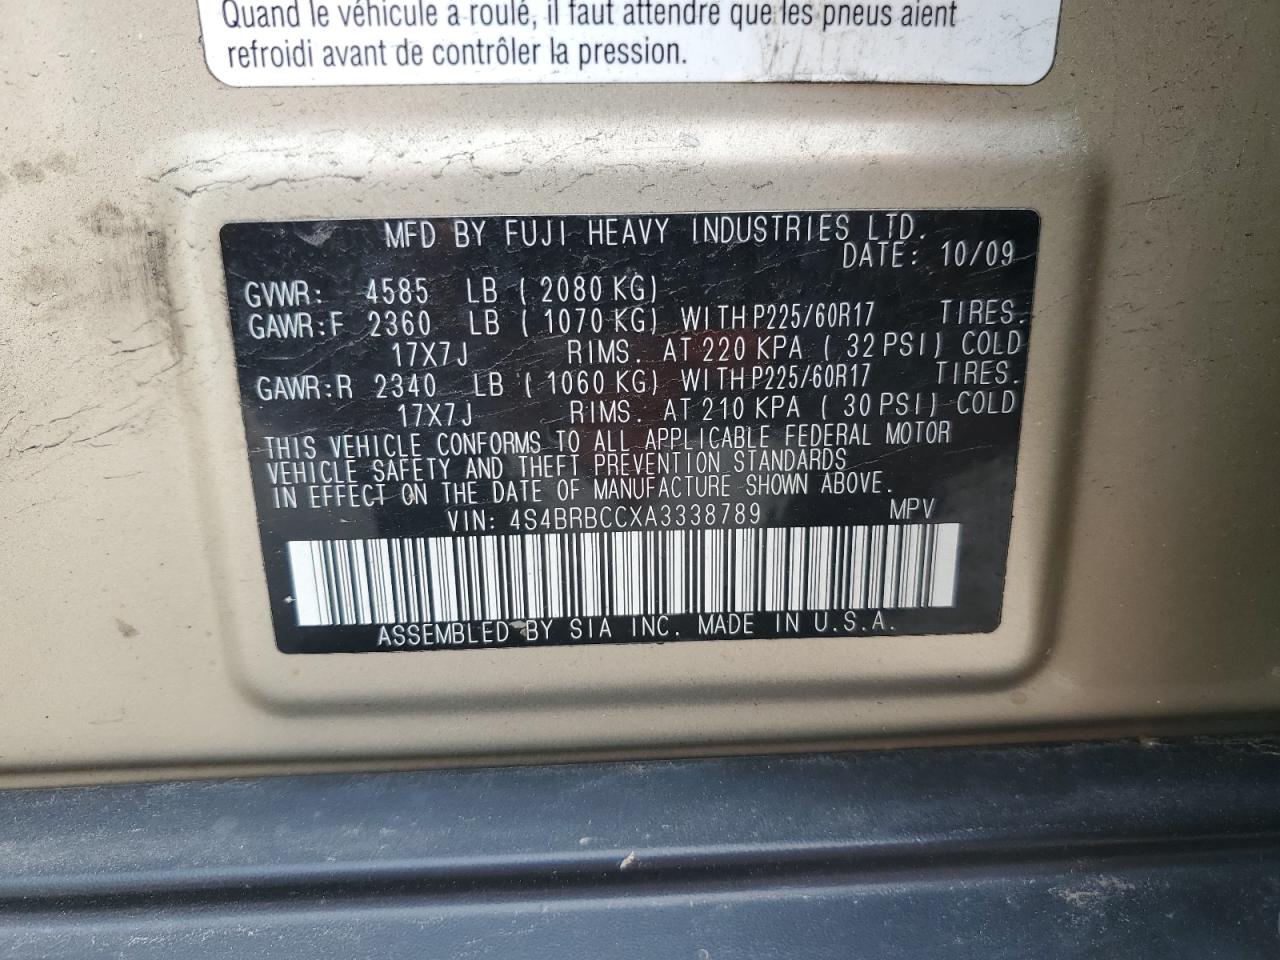 Quand le véhicule a roulé, il faut attendre que les pneus aient
refroidi avant de contrôler la pression.
MFD BY FUJI HEAVY INDUSTRIES LTD.
DATE: 10/09
GVWR: 4585 LB ( 2080 KG)
GAWR:F 2360 LB ( 1070 KG) WITH P225/60R17 TIRES.
17X7J RIMS. AT 220 KPA ( 32 PSI) COLD
GAWR:R 2340 LB ( 1060 KG) WITH P225/60R17 TIRES.
17X7J RIMS. AT 210 KPA ( 30 PSI) COLD
THIS VEHICLE CONFORMS TO ALL APPLICABLE FEDERAL MOTOR
VEHICLE SAFETY AND THEFT PREVENTION STANDARDS
IN EFFECT ON THE DATE OF MANUFACTURE SHOWN ABOVE.
VIN: 4S4BRBCCXA3338789 MPV
ASSEMBLED BY SIA INC. MADE IN U.S.A.